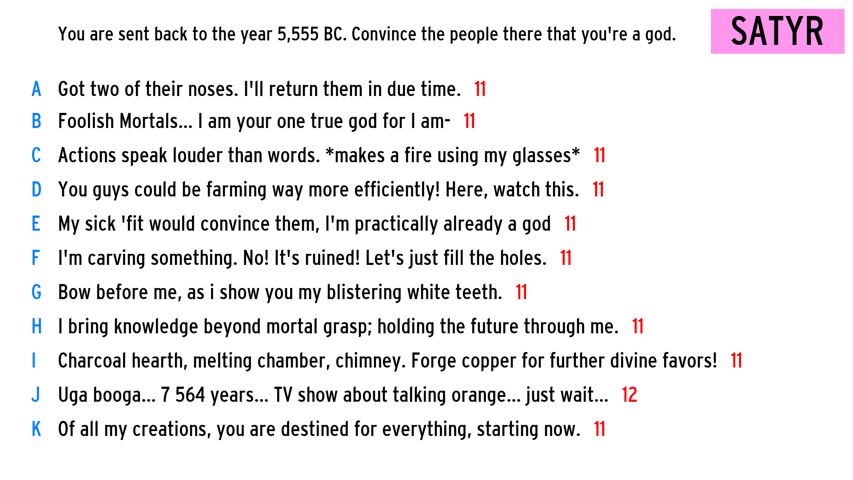 You are sent back to the year 5,555 BC. Convince the people there that you're a god.
SATYR
A Got two of their noses. I'll return them in due time. 11
B Foolish Mortals... I am your one true god for I am- 11
C Actions speak louder than words. *makes a fire using my glasses* 11
D You guys could be farming way more efficiently! Here, watch this. 11
E My sick 'fit would convince them, I'm practically already a god 11
F I'm carving something. No! It's ruined! Let's just fill the holes. 11
G Bow before me, as i show you my blistering white teeth. 11
H I bring knowledge beyond mortal grasp; holding the future through me. 11
I Charcoal hearth, melting chamber, chimney. Forge copper for further divine favors! 11
J Uga booga... 7 564 years... TV show about talking orange... just wait... 12
K Of all my creations, you are destined for everything, starting now. 11